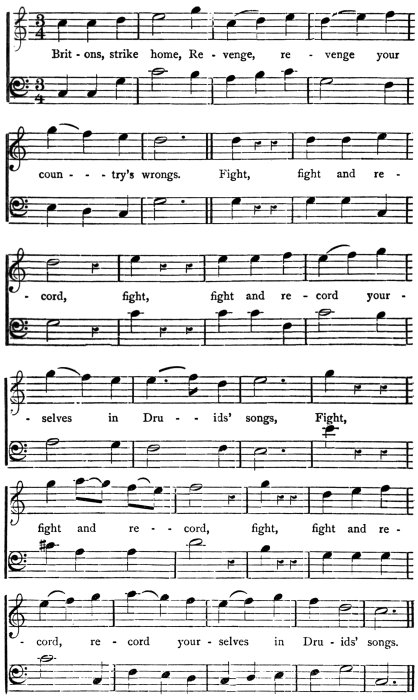 3 4
Brit - ons, strike home, Re - venge, re - venge your
3 4
coun - - - try's wrongs. Fight, fight and re -
- cord, fight, fight and re - cord your -
- selves in Dru - - ids' songs, Fight,
fight and re - - cord, fight, fight and re -
- cord, re - cord your - selves in Dru - ids' songs.